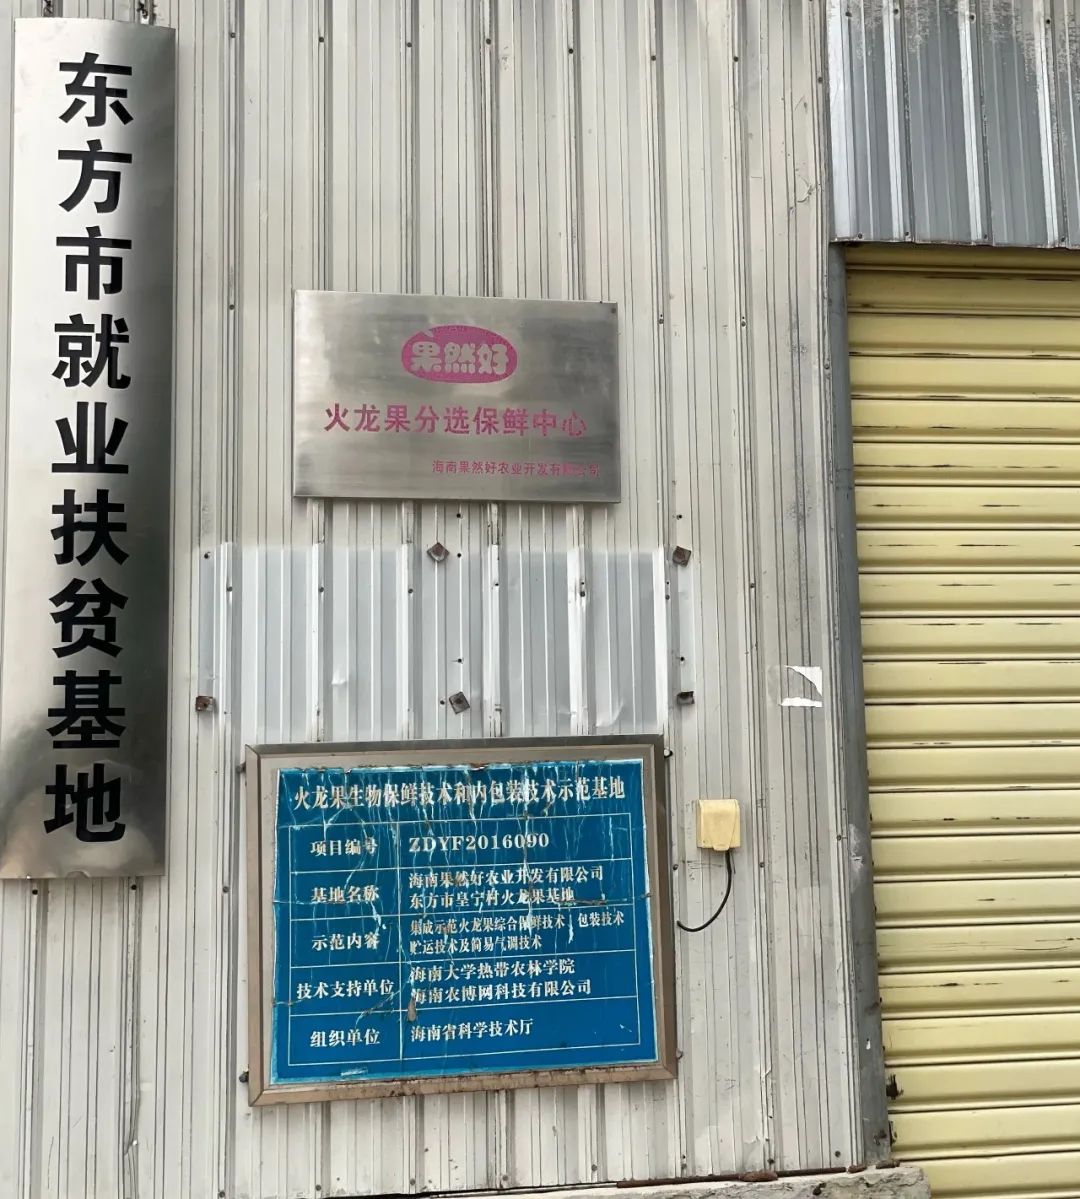 东方市就业扶贫基地
果然好
火龙果分选保鲜中心
海南果然好农业开发有限公司
火龙果生物保鲜技术和内包装技术示范基地
项目编号 ZDYF2016090
基地名称 海南果然好农业开发有限公司
东方市皇宁村火龙果基地
示范内容 集成示范火龙果综合保鲜技术、包装技术
贮运技术及简易气调技术
技术支持单位 海南大学热带农林学院
海南农博网科技有限公司
组织单位 海南省科学技术厅